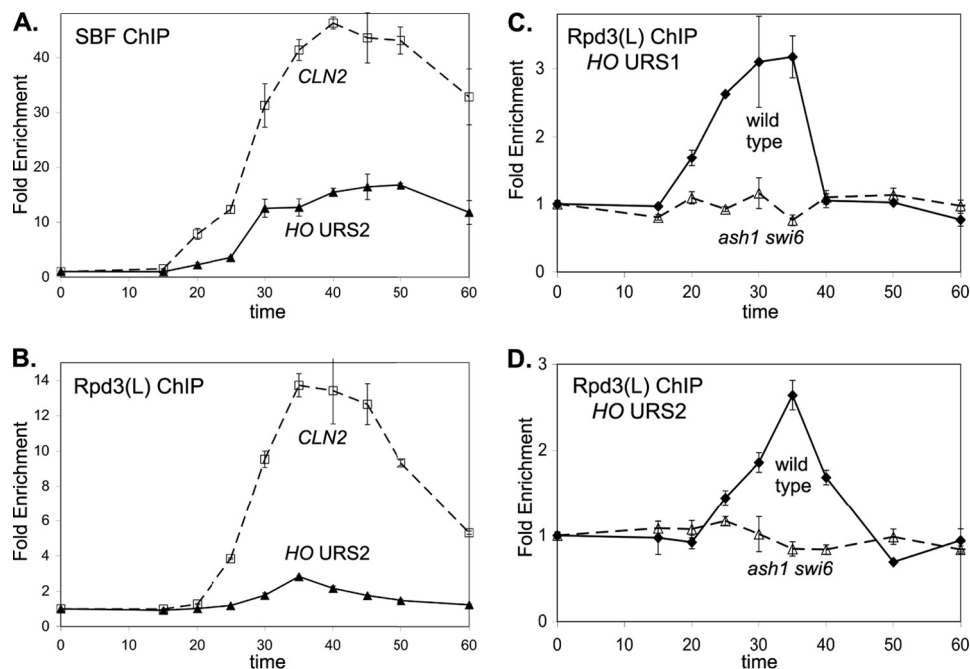 A.
SBF ChIP
CLN2
HO URS2
Fold Enrichment
40
30
20
10
0
0 10 20 30 40 50 60
time
B.
Rpd3(L) ChIP
CLN2
HO URS2
Fold Enrichment
14
12
10
8
6
4
2
0
0 10 20 30 40 50 60
time
C.
Rpd3(L) ChIP
HO URS1
wild
type
ash1 swi6
Fold Enrichment
3
2
1
0
0 10 20 30 40 50 60
time
D.
Rpd3(L) ChIP
HO URS2
wild
type
ash1 swi6
Fold Enrichment
3
2
1
0
0 10 20 30 40 50 60
time